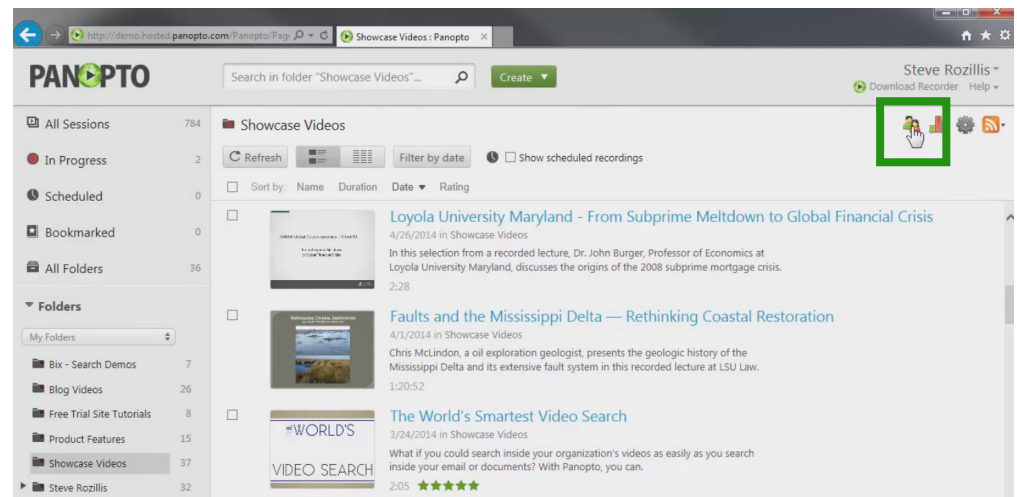 http://demo.hosted.panopto.com/Panopto/Page
Showcase Videos : Panopto
PANOPTO
Search in folder "Showcase Videos"...
Create
Steve Rozillis
Download Recorder Help
All Sessions 784
In Progress 2
Scheduled 0
Bookmarked 0
All Folders 36
Folders
My Folders
Bix - Search Demos 7
Blog Videos 26
Free Trial Site Tutorials 8
Product Features 15
Showcase Videos 37
Steve Rozillis 32
Showcase Videos
Refresh Filter by date Show scheduled recordings
Sort by: Name Duration Date Rating
Loyola University Maryland - From Subprime Meltdown to Global Financial Crisis
4/26/2014 in Showcase Videos
In this selection from a recorded lecture, Dr. John Burger, Professor of Economics at
Loyola University Maryland, discusses the origins of the 2008 subprime mortgage crisis.
2:28
Faults and the Mississippi Delta — Rethinking Coastal Restoration
4/1/2014 in Showcase Videos
Chris McLindon, a oil exploration geologist, presents the geologic history of the
Mississippi Delta and its extensive fault system in this recorded lecture at LSU Law.
1:20:52
WORLD'S
VIDEO SEARCH
The World's Smartest Video Search
3/24/2014 in Showcase Videos
What if you could search inside your organization's videos as easily as you search
inside your email or documents? With Panopto, you can.
2:05